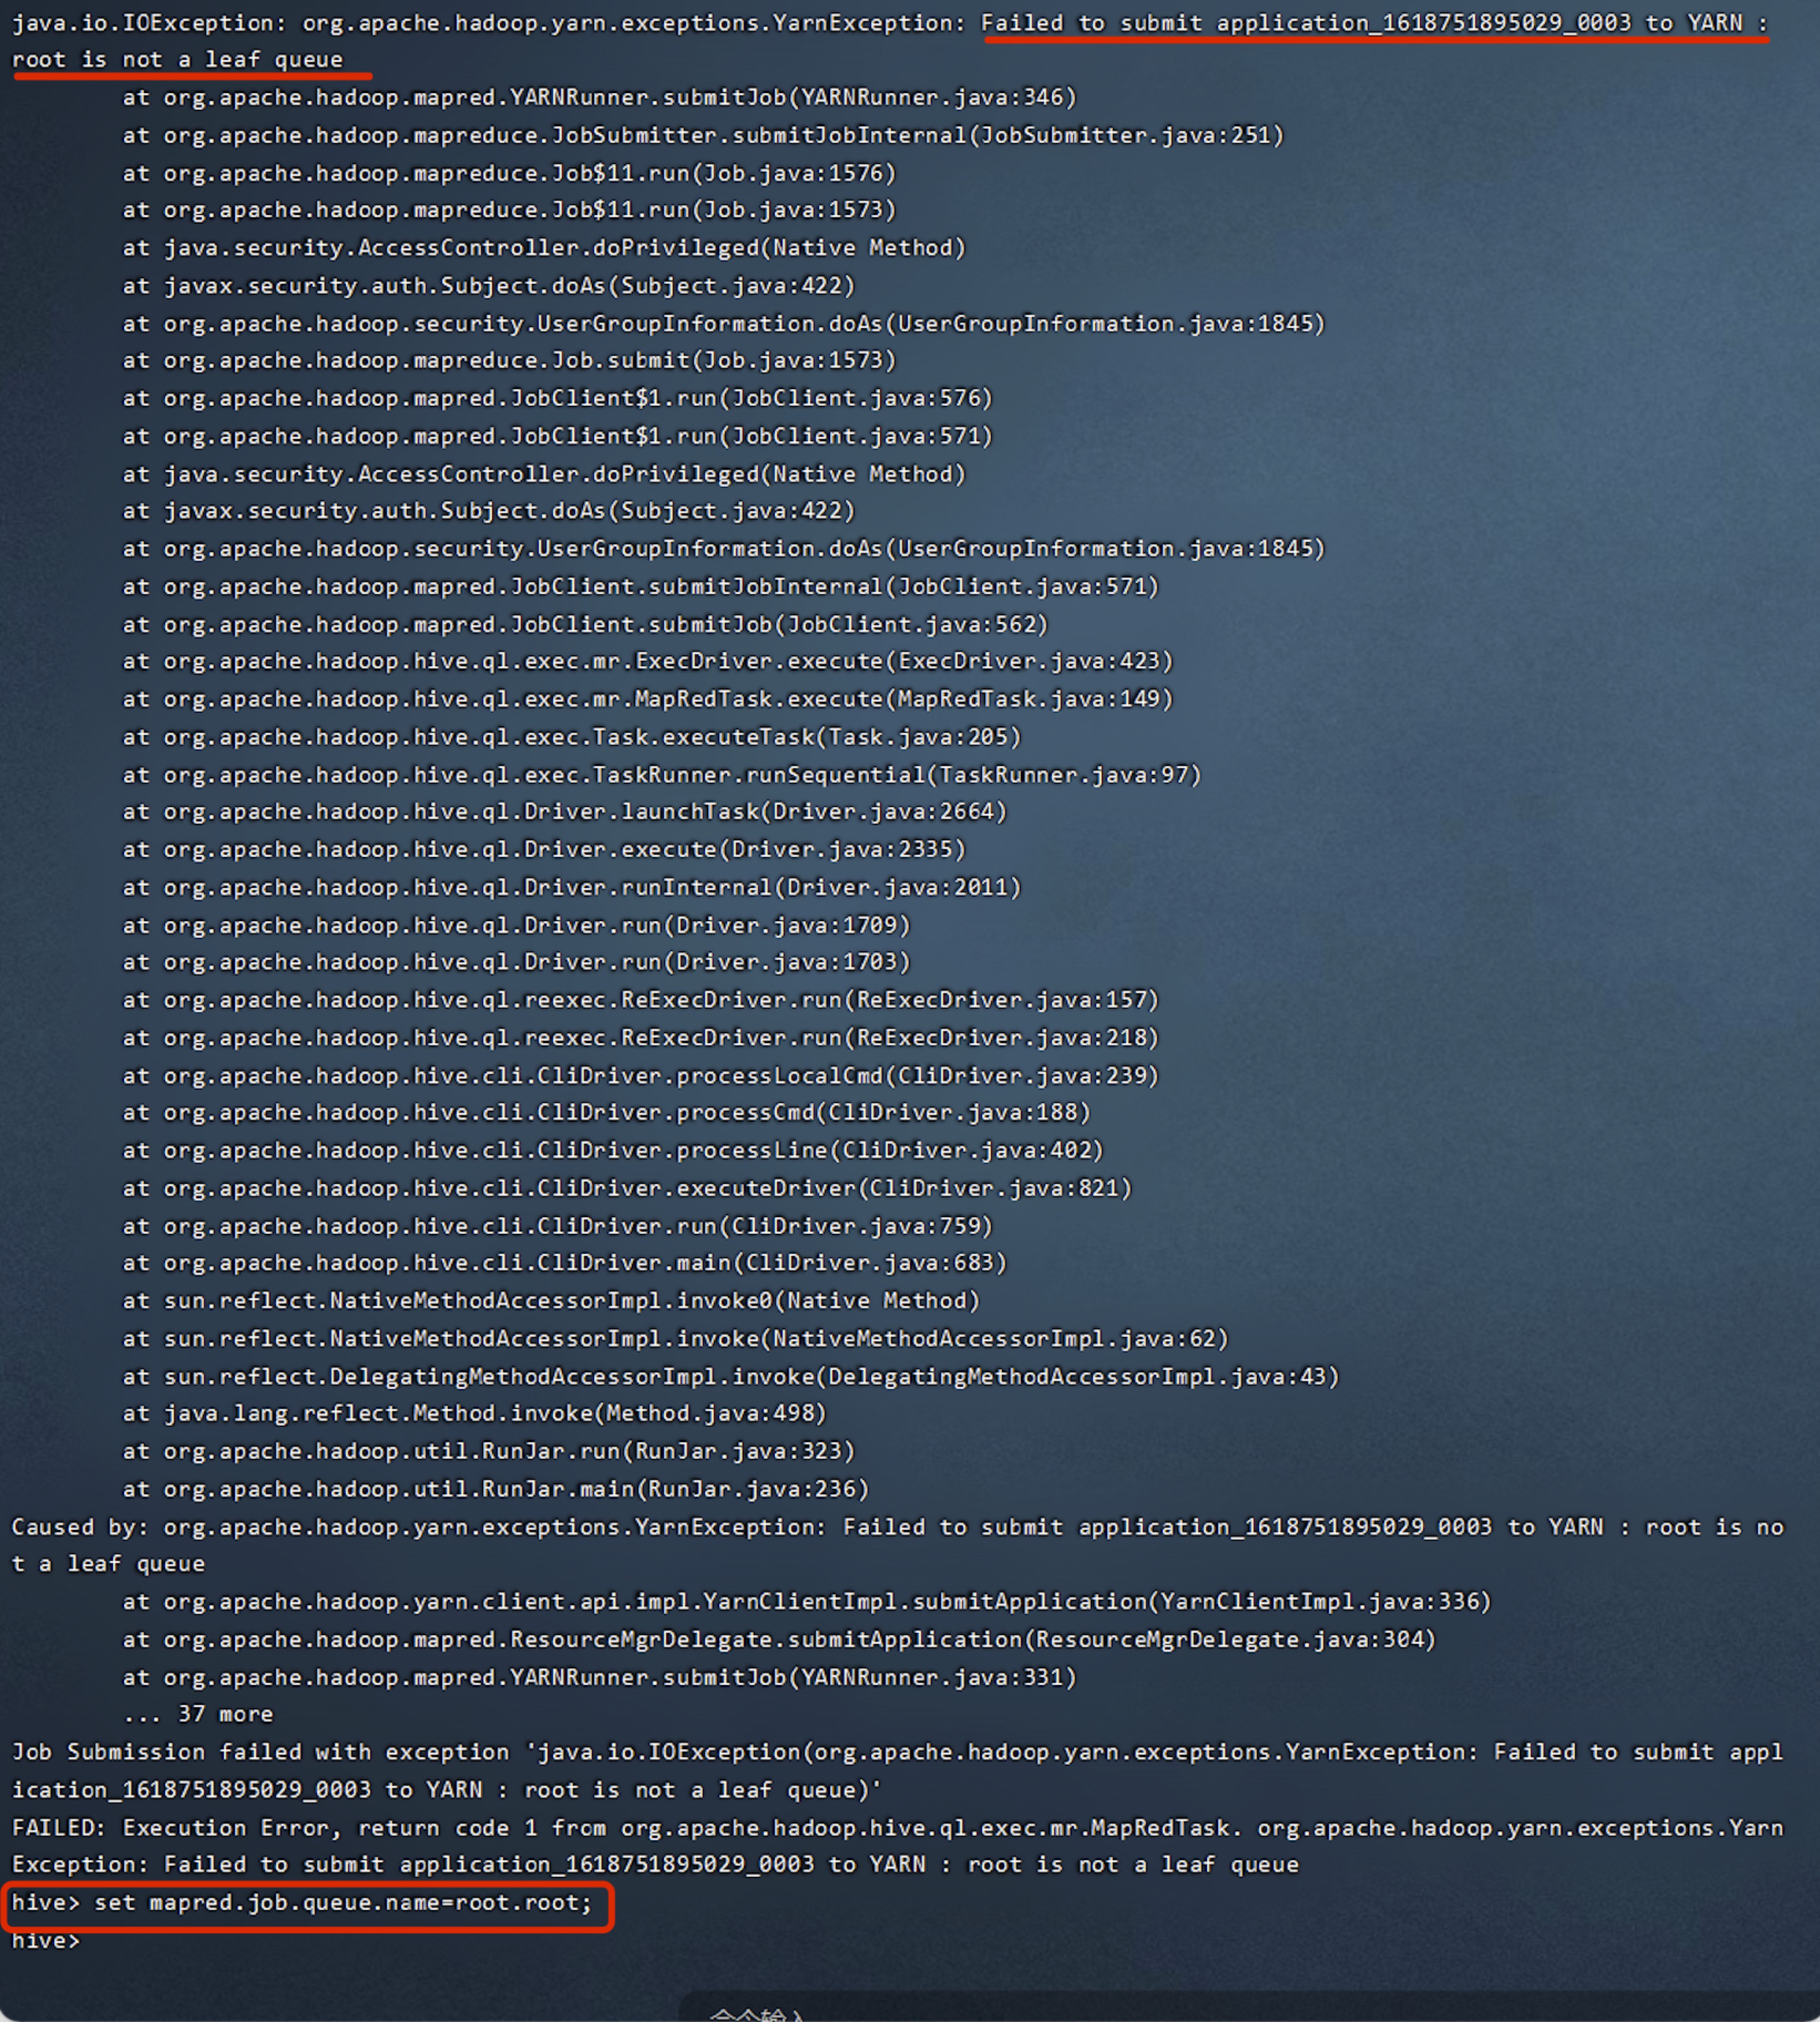 java.io.IOException: org.apache.hadoop.yarn.exceptions.YarnException: Failed to submit application_1618751895029_0003 to YARN :
root is not a leaf queue
at org.apache.hadoop.mapred.YARNRunner.submitJob(YARNRunner.java:346)
at org.apache.hadoop.mapreduce.JobSubmitter.submitJobInternal(JobSubmitter.java:251)
at org.apache.hadoop.mapreduce.Job$11.run(Job.java:1576)
at org.apache.hadoop.mapreduce.Job$11.run(Job.java:1573)
at java.security.AccessController.doPrivileged(Native Method)
at javax.security.auth.Subject.doAs(Subject.java:422)
at org.apache.hadoop.security.UserGroupInformation.doAs(UserGroupInformation.java:1845)
at org.apache.hadoop.mapreduce.Job.submit(Job.java:1573)
at org.apache.hadoop.mapred.JobClient$1.run(JobClient.java:576)
at org.apache.hadoop.mapred.JobClient$1.run(JobClient.java:571)
at java.security.AccessController.doPrivileged(Native Method)
at javax.security.auth.Subject.doAs(Subject.java:422)
at org.apache.hadoop.security.UserGroupInformation.doAs(UserGroupInformation.java:1845)
at org.apache.hadoop.mapred.JobClient.submitJobInternal(JobClient.java:571)
at org.apache.hadoop.mapred.JobClient.submitJob(JobClient.java:562)
at org.apache.hadoop.hive.ql.exec.mr.ExecDriver.execute(ExecDriver.java:423)
at org.apache.hadoop.hive.ql.exec.mr.MapRedTask.execute(MapRedTask.java:149)
at org.apache.hadoop.hive.ql.exec.Task.executeTask(Task.java:205)
at org.apache.hadoop.hive.ql.exec.TaskRunner.runSequential(TaskRunner.java:97)
at org.apache.hadoop.hive.ql.Driver.launchTask(Driver.java:2664)
at org.apache.hadoop.hive.ql.Driver.execute(Driver.java:2335)
at org.apache.hadoop.hive.ql.Driver.runInternal(Driver.java:2011)
at org.apache.hadoop.hive.ql.Driver.run(Driver.java:1709)
at org.apache.hadoop.hive.ql.Driver.run(Driver.java:1703)
at org.apache.hadoop.hive.ql.reexec.ReExecDriver.run(ReExecDriver.java:157)
at org.apache.hadoop.hive.ql.reexec.ReExecDriver.run(ReExecDriver.java:218)
at org.apache.hadoop.hive.cli.CliDriver.processLocalCmd(CliDriver.java:239)
at org.apache.hadoop.hive.cli.CliDriver.processCmd(CliDriver.java:188)
at org.apache.hadoop.hive.cli.CliDriver.processLine(CliDriver.java:402)
at org.apache.hadoop.hive.cli.CliDriver.executeDriver(CliDriver.java:821)
at org.apache.hadoop.hive.cli.CliDriver.run(CliDriver.java:759)
at org.apache.hadoop.hive.cli.CliDriver.main(CliDriver.java:683)
at sun.reflect.NativeMethodAccessorImpl.invoke0(Native Method)
at sun.reflect.NativeMethodAccessorImpl.invoke(NativeMethodAccessorImpl.java:62)
at sun.reflect.DelegatingMethodAccessorImpl.invoke(DelegatingMethodAccessorImpl.java:43)
at java.lang.reflect.Method.invoke(Method.java:498)
at org.apache.hadoop.util.RunJar.run(RunJar.java:323)
at org.apache.hadoop.util.RunJar.main(RunJar.java:236)
Caused by: org.apache.hadoop.yarn.exceptions.YarnException: Failed to submit application_1618751895029_0003 to YARN : root is no
t a leaf queue
at org.apache.hadoop.yarn.client.api.impl.YarnClientImpl.submitApplication(YarnClientImpl.java:336)
at org.apache.hadoop.mapred.ResourceMgrDelegate.submitApplication(ResourceMgrDelegate.java:304)
at org.apache.hadoop.mapred.YARNRunner.submitJob(YARNRunner.java:331)
... 37 more
Job Submission failed with exception 'java.io.IOException(org.apache.hadoop.yarn.exceptions.YarnException: Failed to submit appl
ication_1618751895029_0003 to YARN : root is not a leaf queue)'
FAILED: Execution Error, return code 1 from org.apache.hadoop.hive.ql.exec.mr.MapRedTask. org.apache.hadoop.yarn.exceptions.Yarn
Exception: Failed to submit application_1618751895029_0003 to YARN : root is not a leaf queue
hive> set mapred.job.queue.name=root.root;
hive>